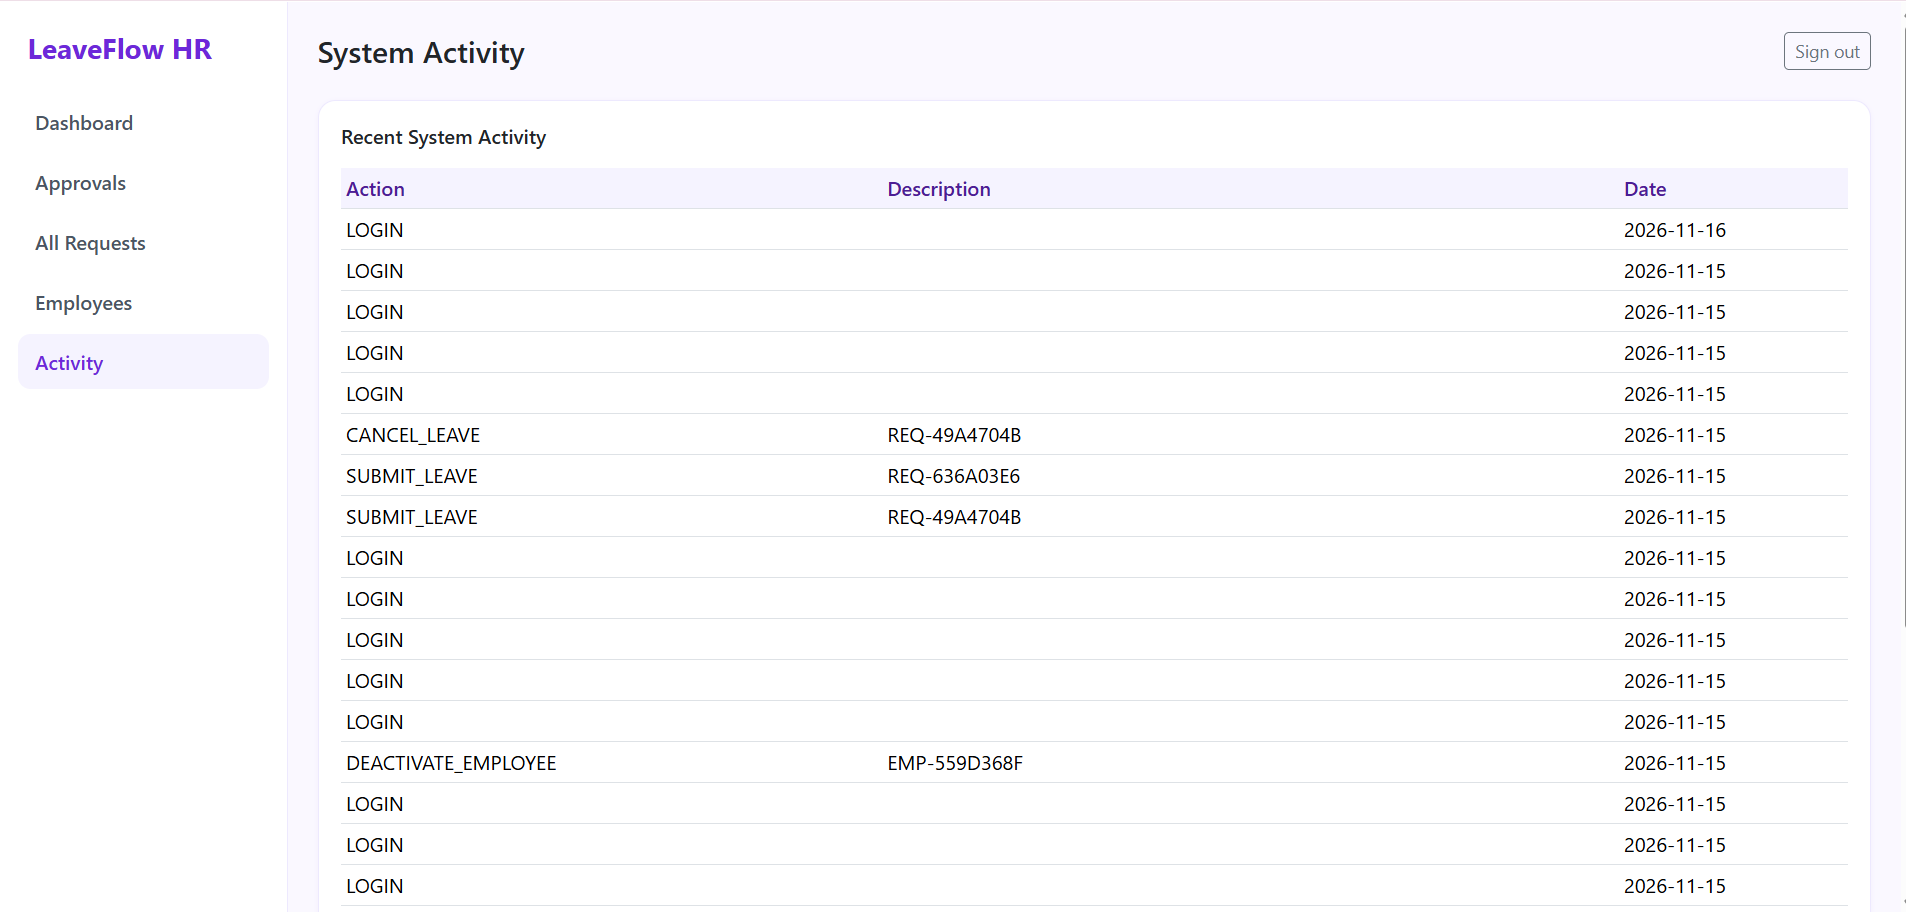 LeaveFlow HR
Dashboard
Approvals
All Requests
Employees
Activity
System Activity
Sign out
Recent System Activity
Action Description Date
LOGIN 2026-11-16
LOGIN 2026-11-15
LOGIN 2026-11-15
LOGIN 2026-11-15
LOGIN 2026-11-15
CANCEL_LEAVE REQ-49A4704B 2026-11-15
SUBMIT_LEAVE REQ-636A03E6 2026-11-15
SUBMIT_LEAVE REQ-49A4704B 2026-11-15
LOGIN 2026-11-15
LOGIN 2026-11-15
LOGIN 2026-11-15
LOGIN 2026-11-15
LOGIN 2026-11-15
DEACTIVATE_EMPLOYEE EMP-559D368F 2026-11-15
LOGIN 2026-11-15
LOGIN 2026-11-15
LOGIN 2026-11-15